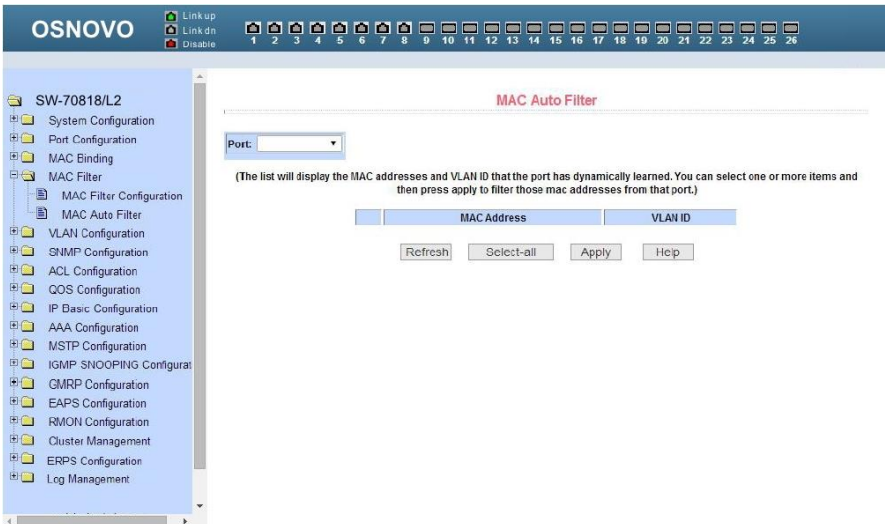 OSNOVO
Link up
Link dn
Disable
1 2 3 4 5 6 7 8 9 10 11 12 13 14 15 16 17 18 19 20 21 22 23 24 25 26
SW-70818/L2
System Configuration
Port Configuration
MAC Binding
MAC Filter
MAC Filter Configuration
MAC Auto Filter
VLAN Configuration
SNMP Configuration
ACL Configuration
QOS Configuration
IP Basic Configuration
AAA Configuration
MSTP Configuration
IGMP SNOOPING Configurat
GMRP Configuration
EAPS Configuration
RMON Configuration
Cluster Management
ERPS Configuration
Log Management
MAC Auto Filter
Port:
(The list will display the MAC addresses and VLAN ID that the port has dynamically learned. You can select one or more items and
then press apply to filter those mac addresses from that port.)
MAC Address VLAN ID
Refresh Select-all Apply Help